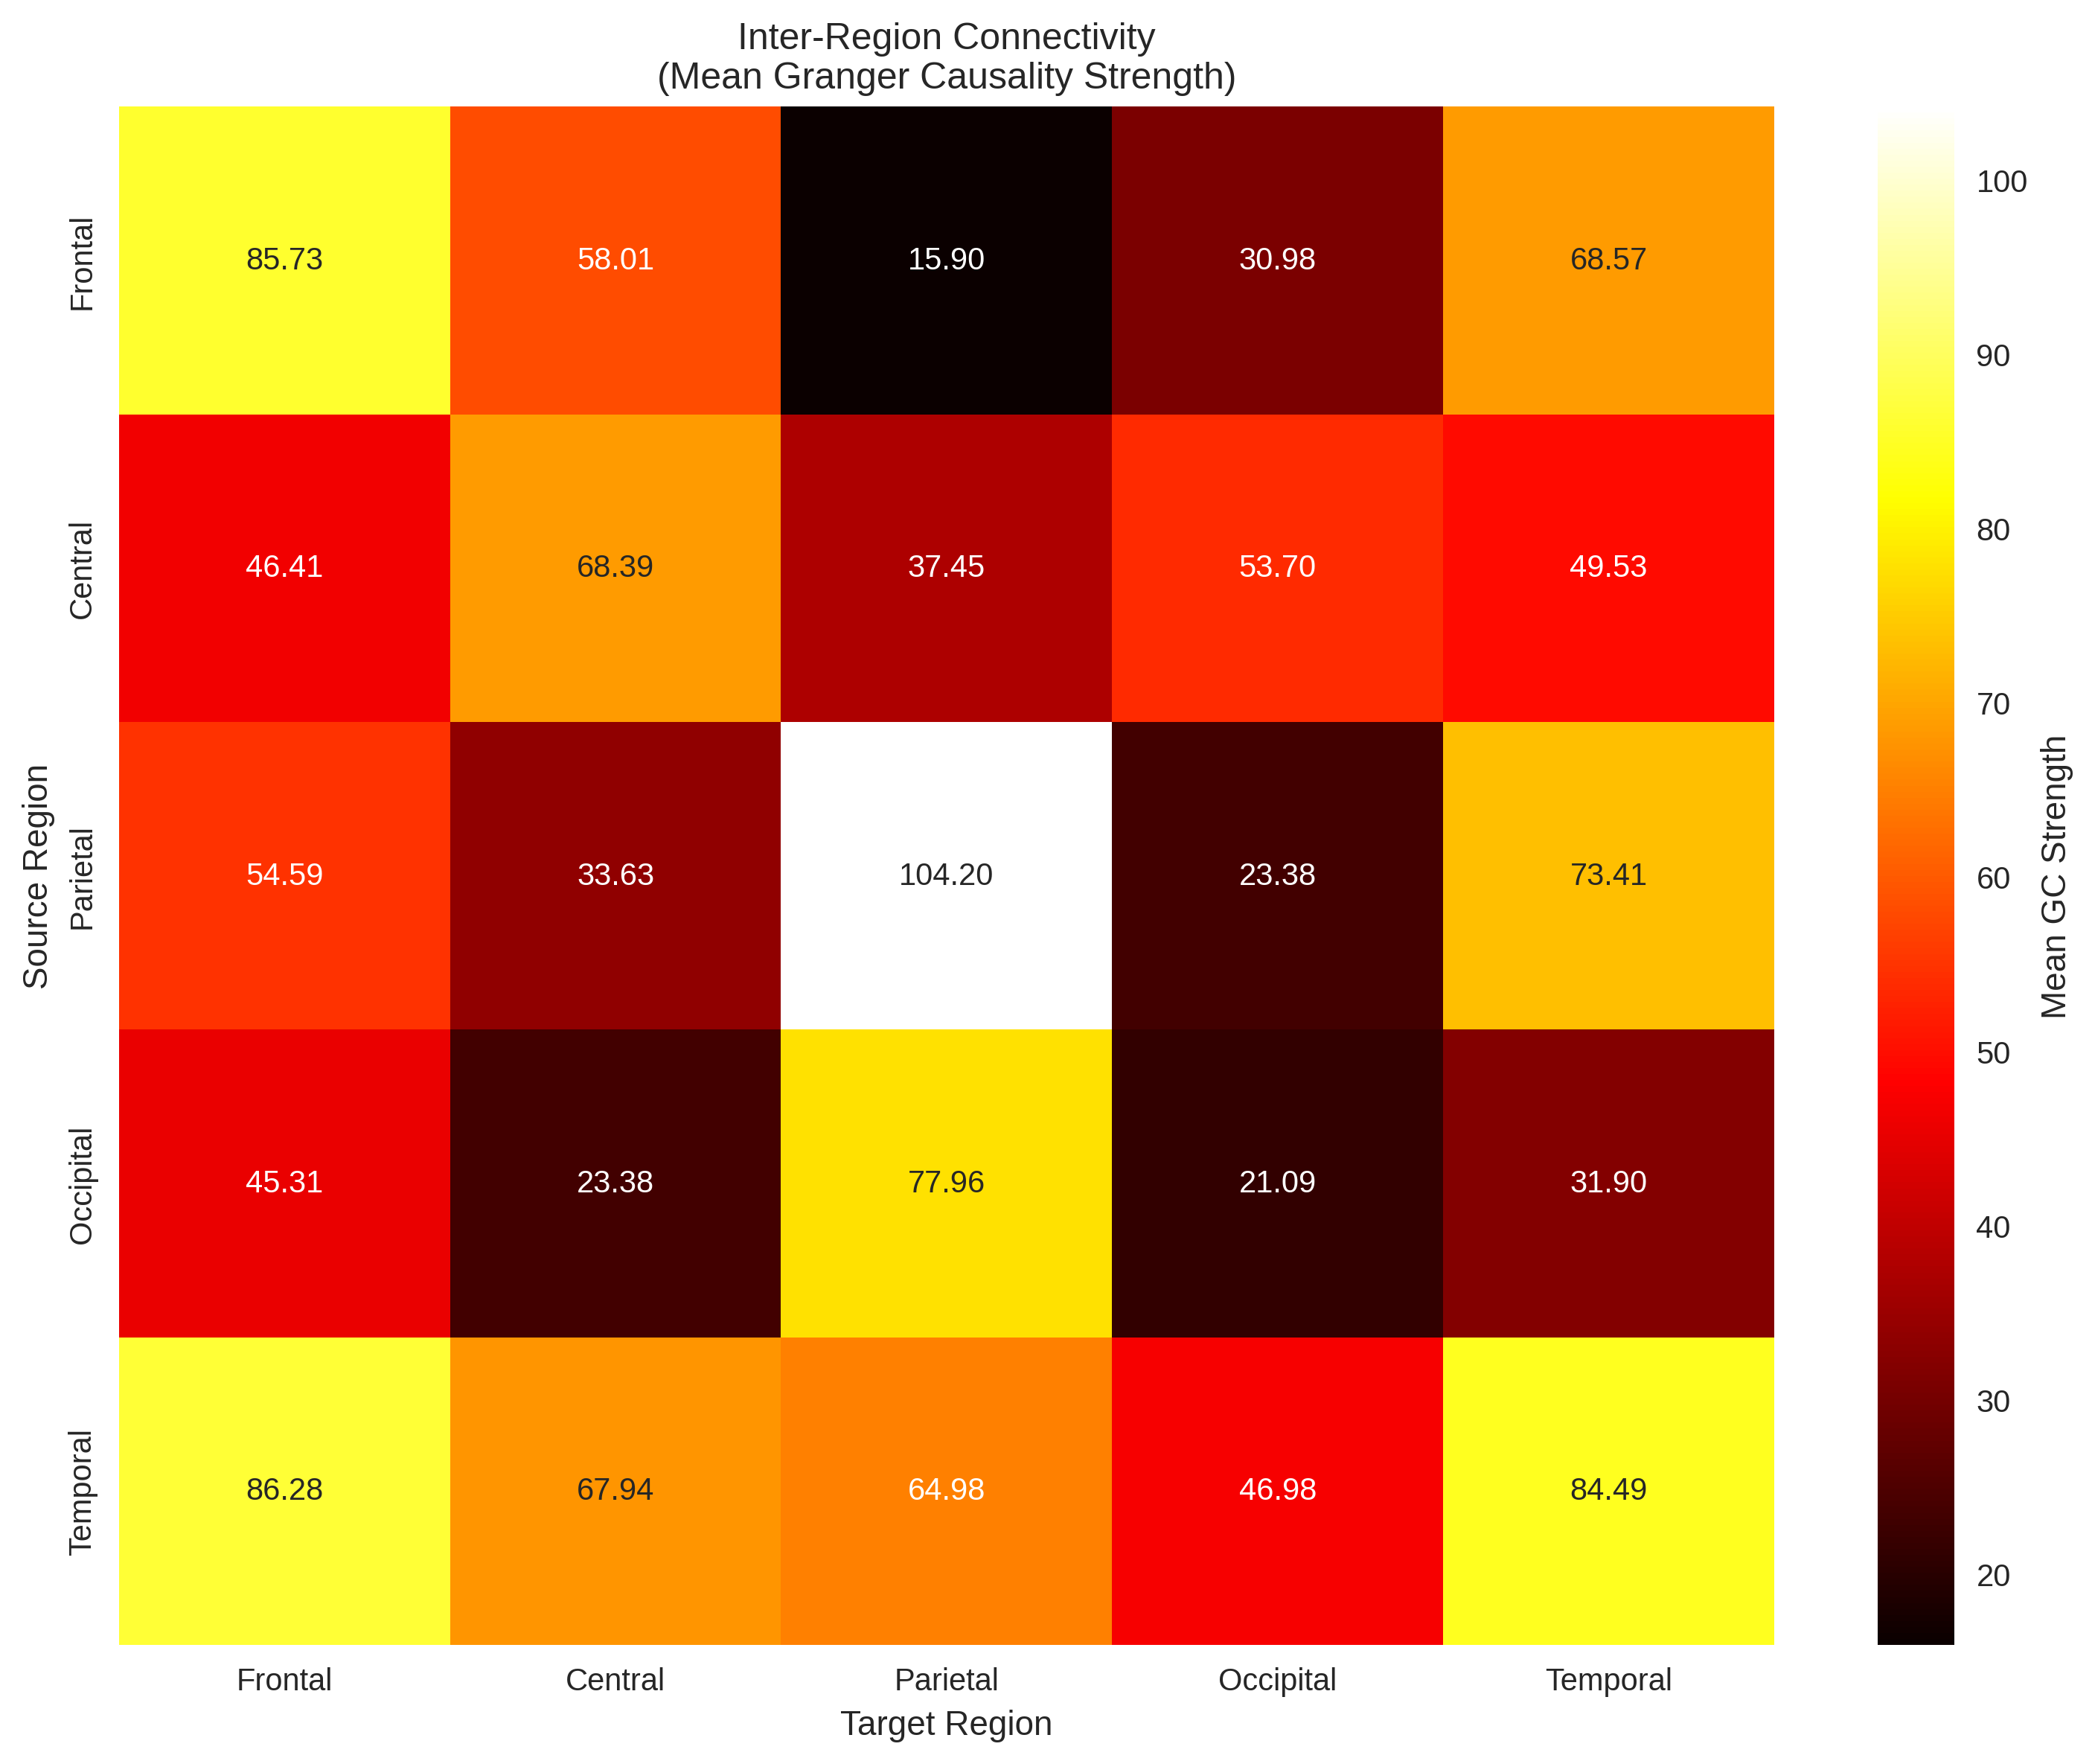 Inter-Region Connectivity
(Mean Granger Causality Strength)
Source Region
Frontal
85.73 58.01 15.90 30.98 68.57
Central
46.41 68.39 37.45 53.70 49.53
Parietal
54.59 33.63 104.20 23.38 73.41
Occipital
45.31 23.38 77.96 21.09 31.90
Temporal
86.28 67.94 64.98 46.98 84.49
Frontal Central Parietal Occipital Temporal
Target Region
100
90
80
70
60
50
40
30
20
Mean GC Strength